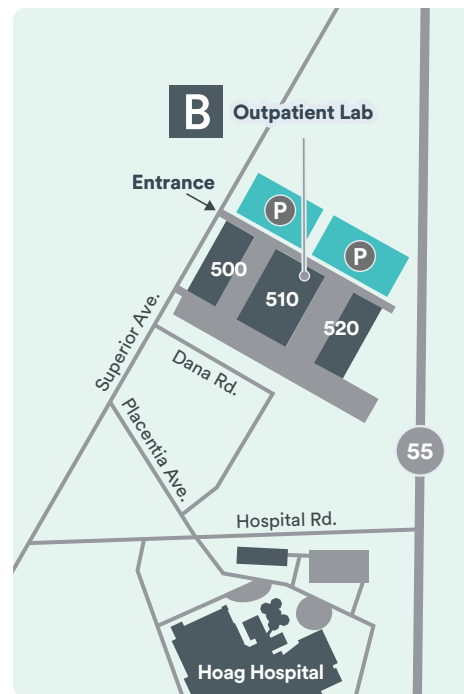 B
Outpatient Lab
Entrance
P
P
500
510
520
Superior Ave.
Dana Rd.
Placentia Ave.
55
Hospital Rd.
Hoag Hospital